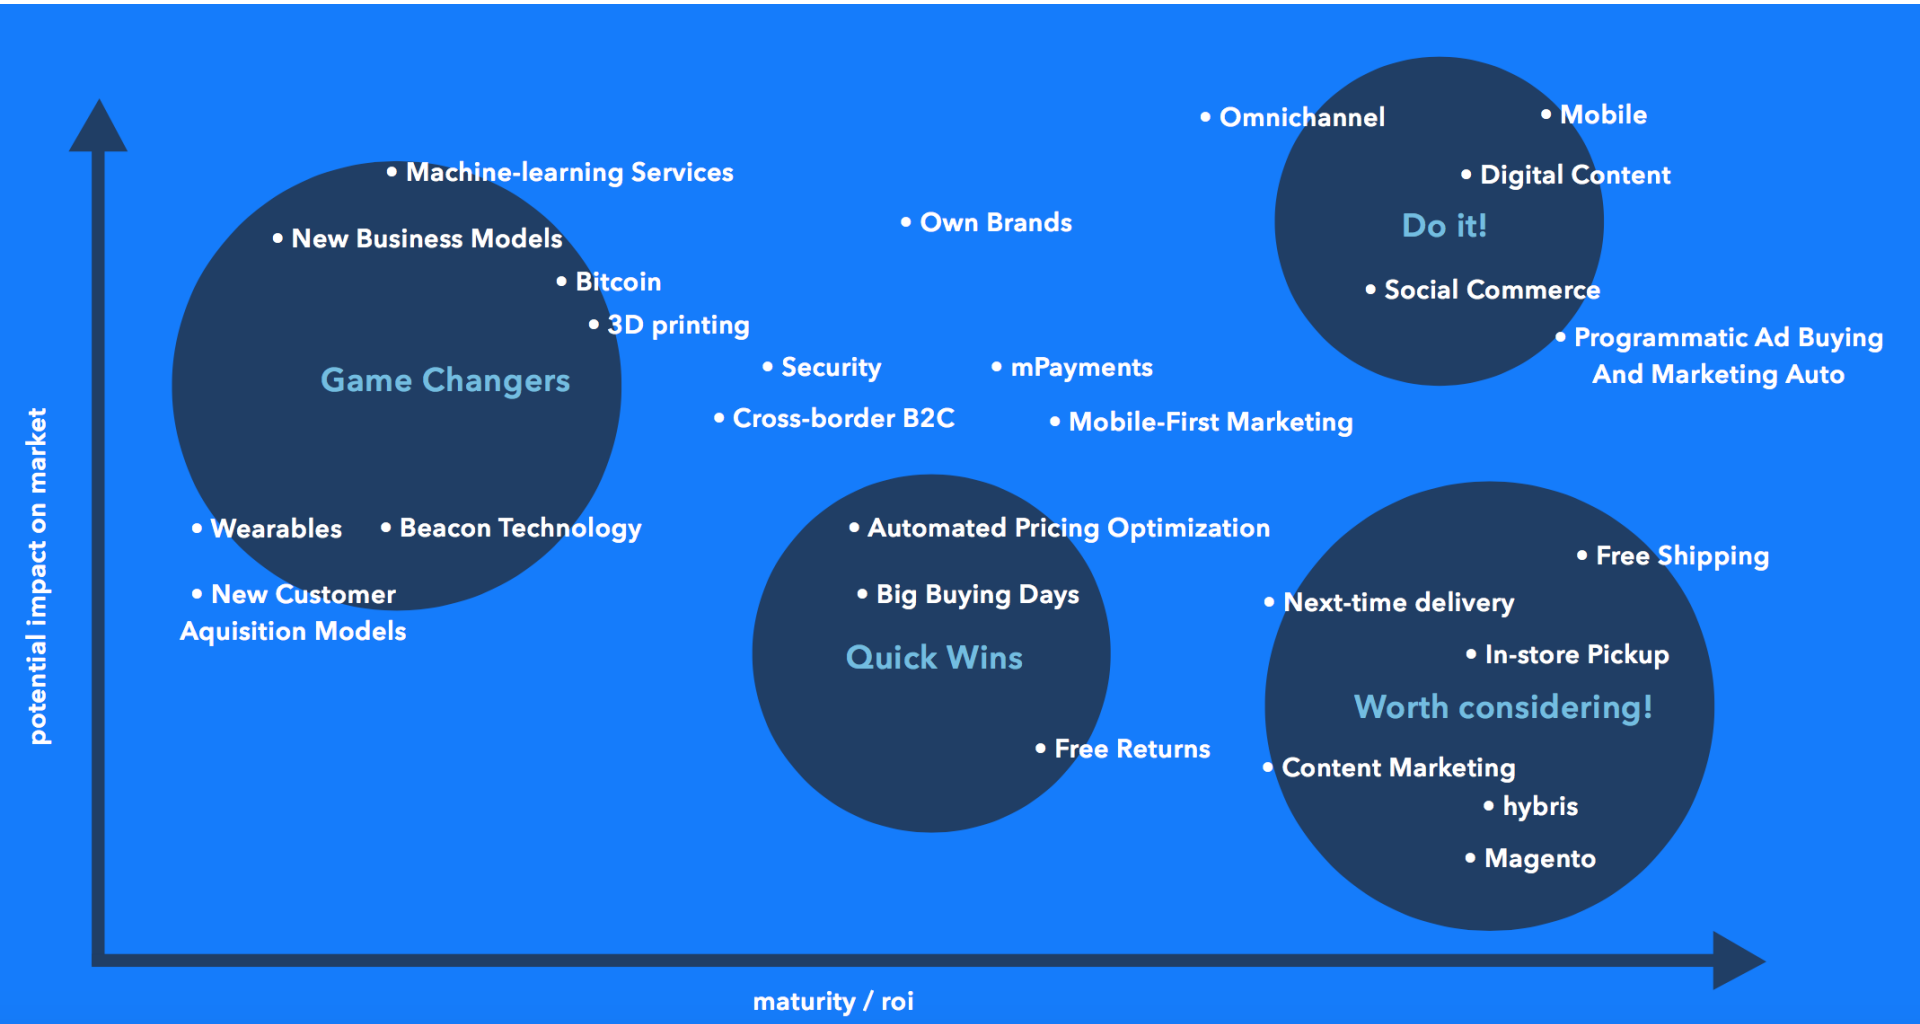 • Omnichannel
• Mobile
• Machine-learning Services
• Digital Content
• Own Brands
Do it!
• New Business Models
• Bitcoin
• Social Commerce
• 3D printing
• Programmatic Ad Buying
And Marketing Auto
• Security
• mPayments
Game Changers
• Cross-border B2C
• Mobile-First Marketing
potential impact on market
• Wearables
• Beacon Technology
• Automated Pricing Optimization
• Free Shipping
• New Customer
Aquisition Models
• Big Buying Days
• Next-time delivery
Quick Wins
• In-store Pickup
Worth considering!
• Free Returns
• Content Marketing
• hybris
• Magento
maturity / roi